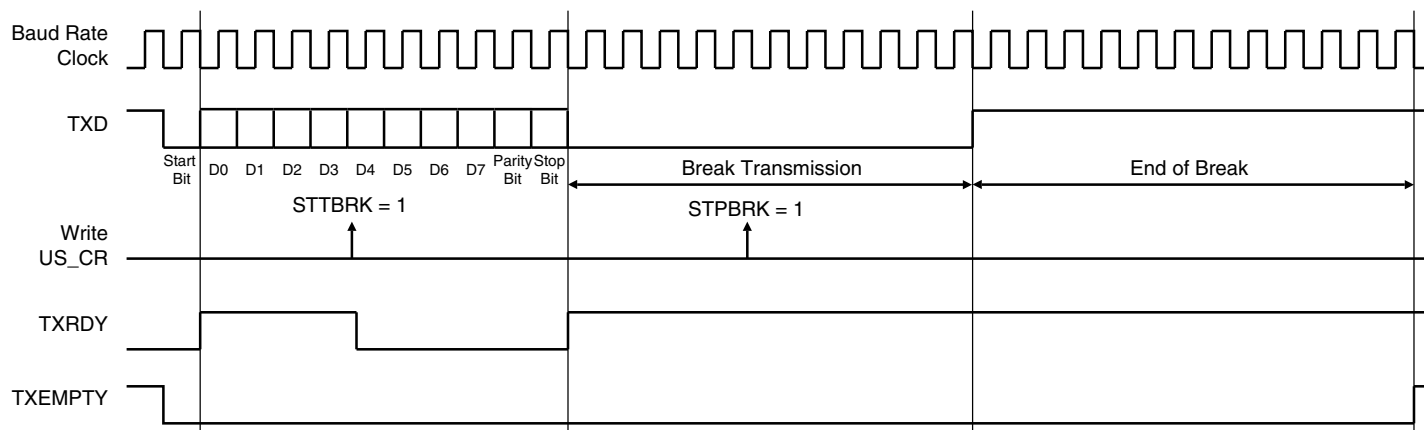 Baud Rate
Clock
TXD
Start
Bit
D0 D1 D2 D3 D4 D5 D6 D7
Parity
Bit
Stop
Bit
Break Transmission
End of Break
STTBRK = 1
STPBRK = 1
Write
US_CR
TXRDY
TXEMPTY